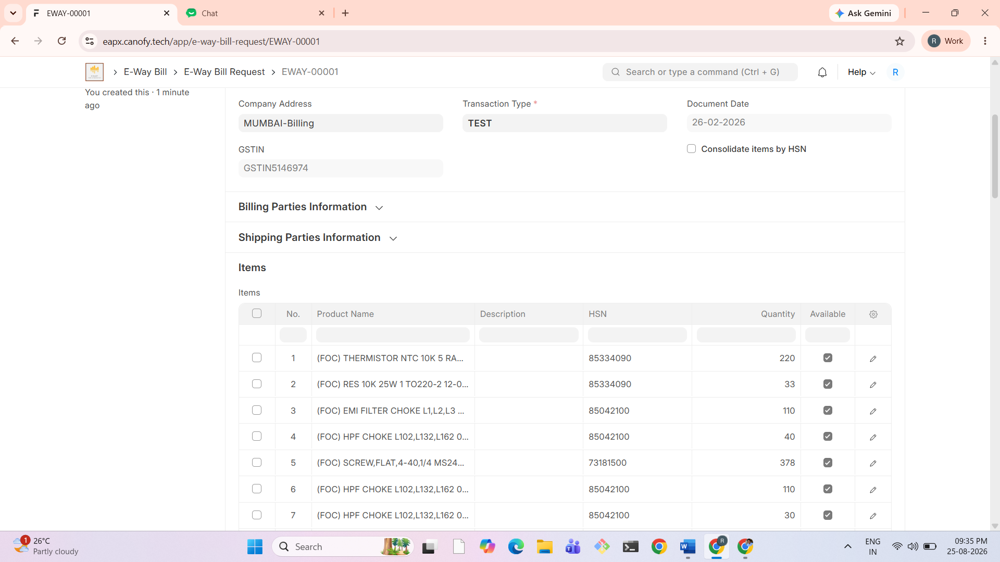 EWAY-00001
Chat
Ask Gemini
eapx.canofy.tech/app/e-way-bill-request/EWAY-00001
R Work
E-Way Bill > E-Way Bill Request > EWAY-00001
Search or type a command (Ctrl + G)
Help
R
You created this · 1 minute
ago
Company Address
Transaction Type *
Document Date
MUMBAI-Billing
TEST
26-02-2026
GSTIN
Consolidate items by HSN
GSTIN5146974
Billing Parties Information
Shipping Parties Information
Items
Items
No. Product Name Description HSN Quantity Available
1 (FOC) THERMISTOR NTC 10K 5 RA... 85334090 220
2 (FOC) RES 10K 25W 1 TO220-2 12-0... 85334090 33
3 (FOC) EMI FILTER CHOKE L1,L2,L3 ... 85042100 110
4 (FOC) HPF CHOKE L102,L132,L162 0... 85042100 40
5 (FOC) SCREW,FLAT,4-40,1/4 MS24... 73181500 378
6 (FOC) HPF CHOKE L102,L132,L162 0... 85042100 110
7 (FOC) HPF CHOKE L102,L132,L162 0... 85042100 30
1
26°C
Partly cloudy
Search
R
ENG
IN
09:35 PM
25-08-2026